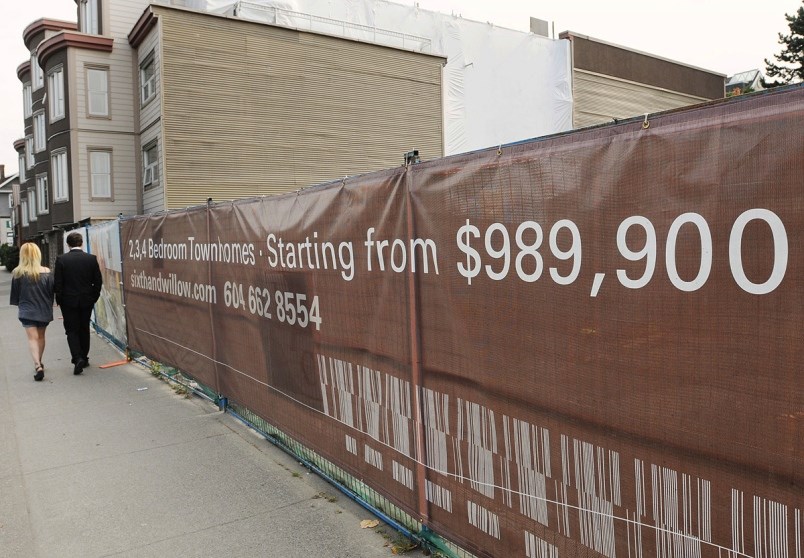 2,3,4 Bedroom Townhomes · Starting from $989,900
sixthandwillow.com 604 662 8554